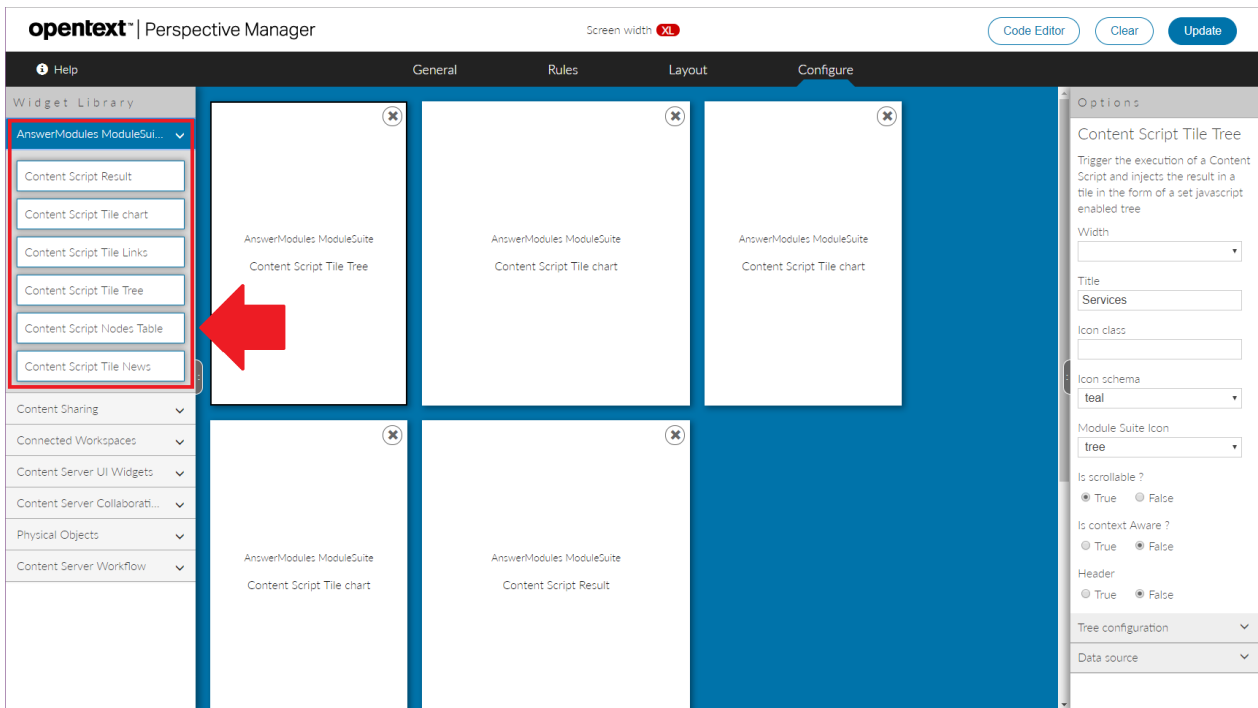 opentext™ | Perspective Manager
Screen width XL
Code Editor
Clear
Update
Help
General
Rules
Layout
Configure
Widget Library
AnswerModules ModuleSui...
Content Script Result
Content Script Tile chart
Content Script Tile Links
Content Script Tile Tree
Content Script Nodes Table
Content Script Tile News
Content Sharing
Connected Workspaces
Content Server UI Widgets
Content Server Collaborati...
Physical Objects
Content Server Workflow
AnswerModules ModuleSuite
Content Script Tile Tree
AnswerModules ModuleSuite
Content Script Tile chart
AnswerModules ModuleSuite
Content Script Tile chart
AnswerModules ModuleSuite
Content Script Tile chart
AnswerModules ModuleSuite
Content Script Result
Options
Content Script Tile Tree
Trigger the execution of a Content
Script and injects the result in a
tile in the form of a set javascript
enabled tree
Width
Title
Services
Icon class
Icon schema
teal
Module Suite Icon
tree
Is scrollable ?
True False
Is context Aware ?
True False
Header
True False
Tree configuration
Data source